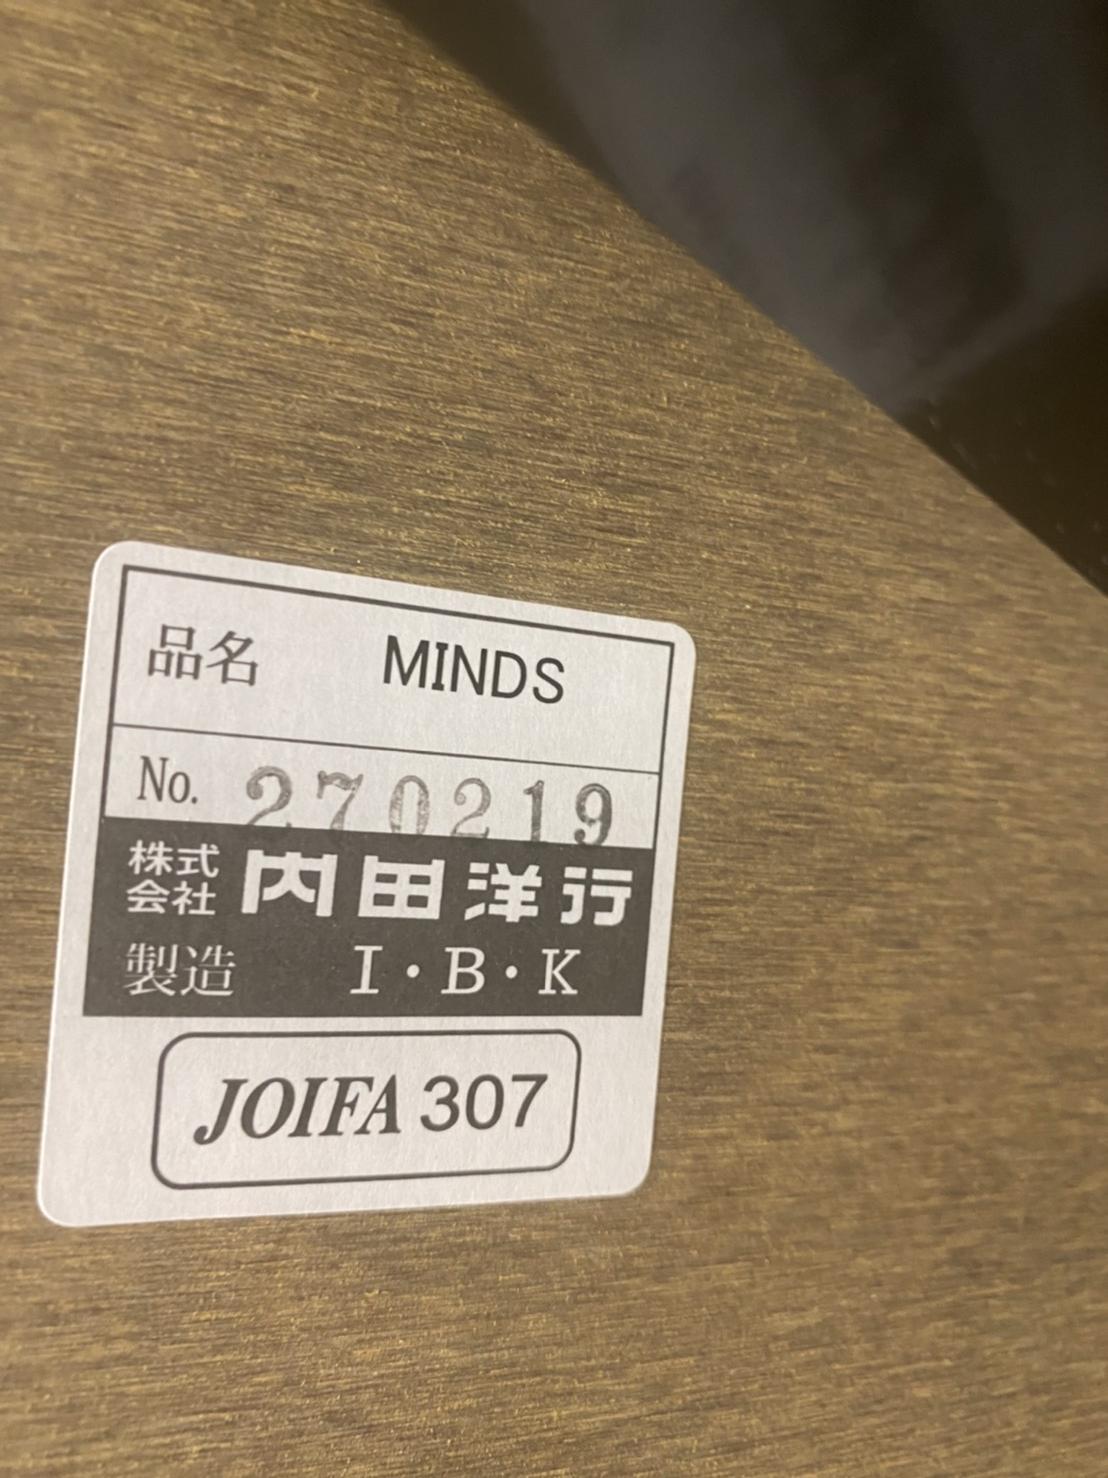 品名 MINDS
No. 270219
株式会社 内田洋行
製造 I・B・K
JOIFA 307